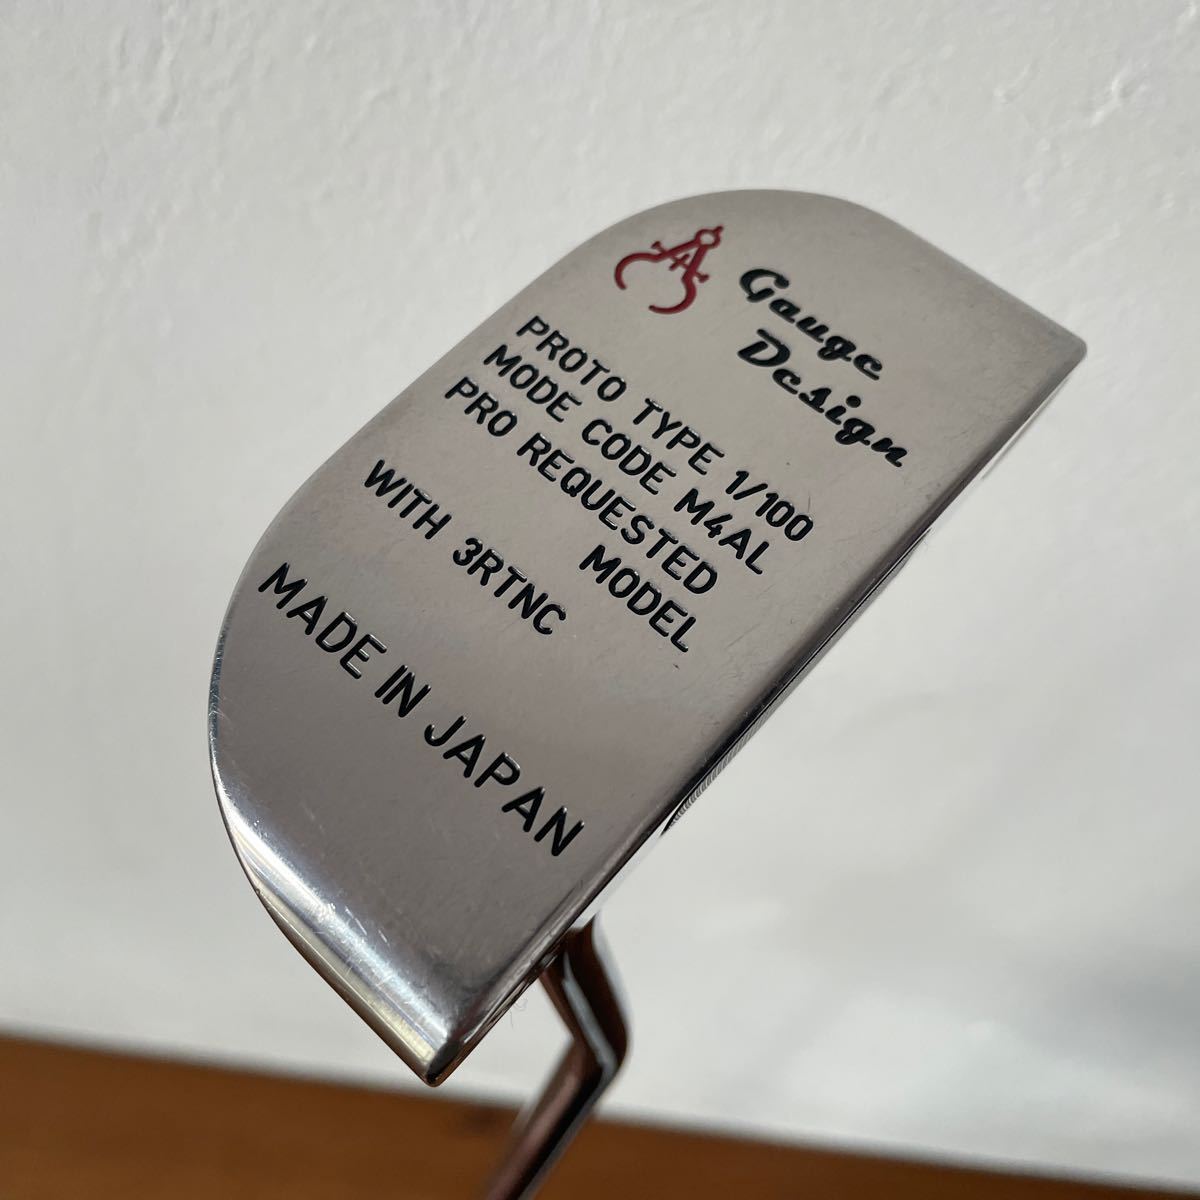 Gauge
Design
PROTO TYPE 1/100
MODE CODE M4AL
PRO REQUESTED
MODEL
WITH 3RTNC
MADE IN JAPAN